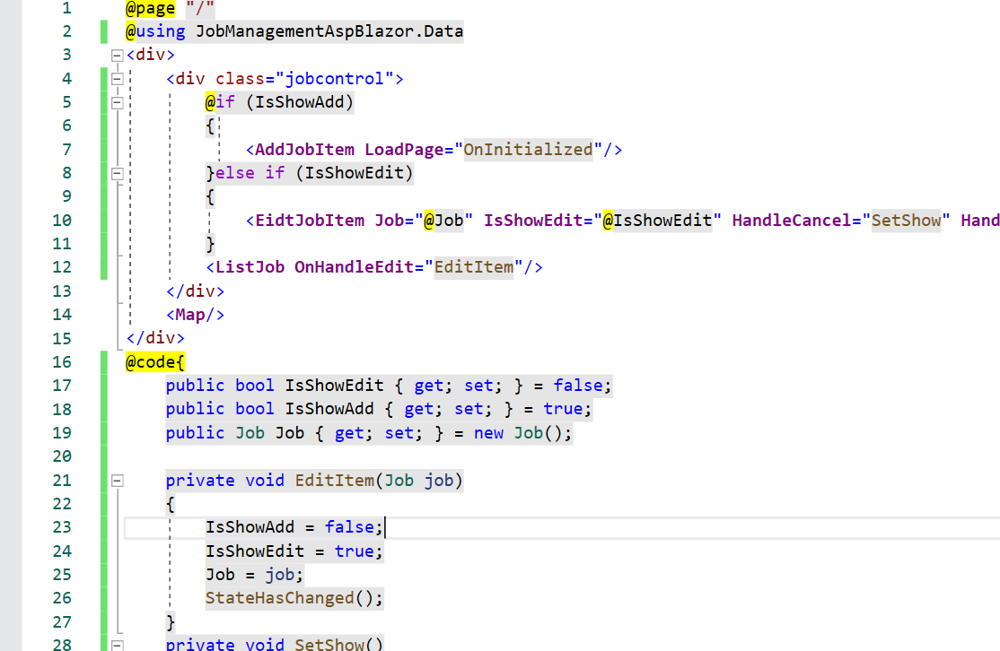 1 @page "/"
2 @using JobManagementAspBlazor.Data
3 <div>
4 <div class="jobcontrol">
5 @if (IsShowAdd)
6 {
7 <AddJobItem LoadPage="OnInitialized"/>
8 }else if (IsShowEdit)
9 {
10 <EidtJobItem Job="@Job" IsShowEdit="@IsShowEdit" HandleCancel="SetShow" Hand
11 }
12 <ListJob OnHandleEdit="EditItem"/>
13 </div>
14 <Map/>
15 </div>
16 @code{
17 public bool IsShowEdit { get; set; } = false;
18 public bool IsShowAdd { get; set; } = true;
19 public Job Job { get; set; } = new Job();
20
21 private void EditItem(Job job)
22 {
23 IsShowAdd = false;
24 IsShowEdit = true;
25 Job = job;
26 StateHasChanged();
27 }
28 private void SetShow()